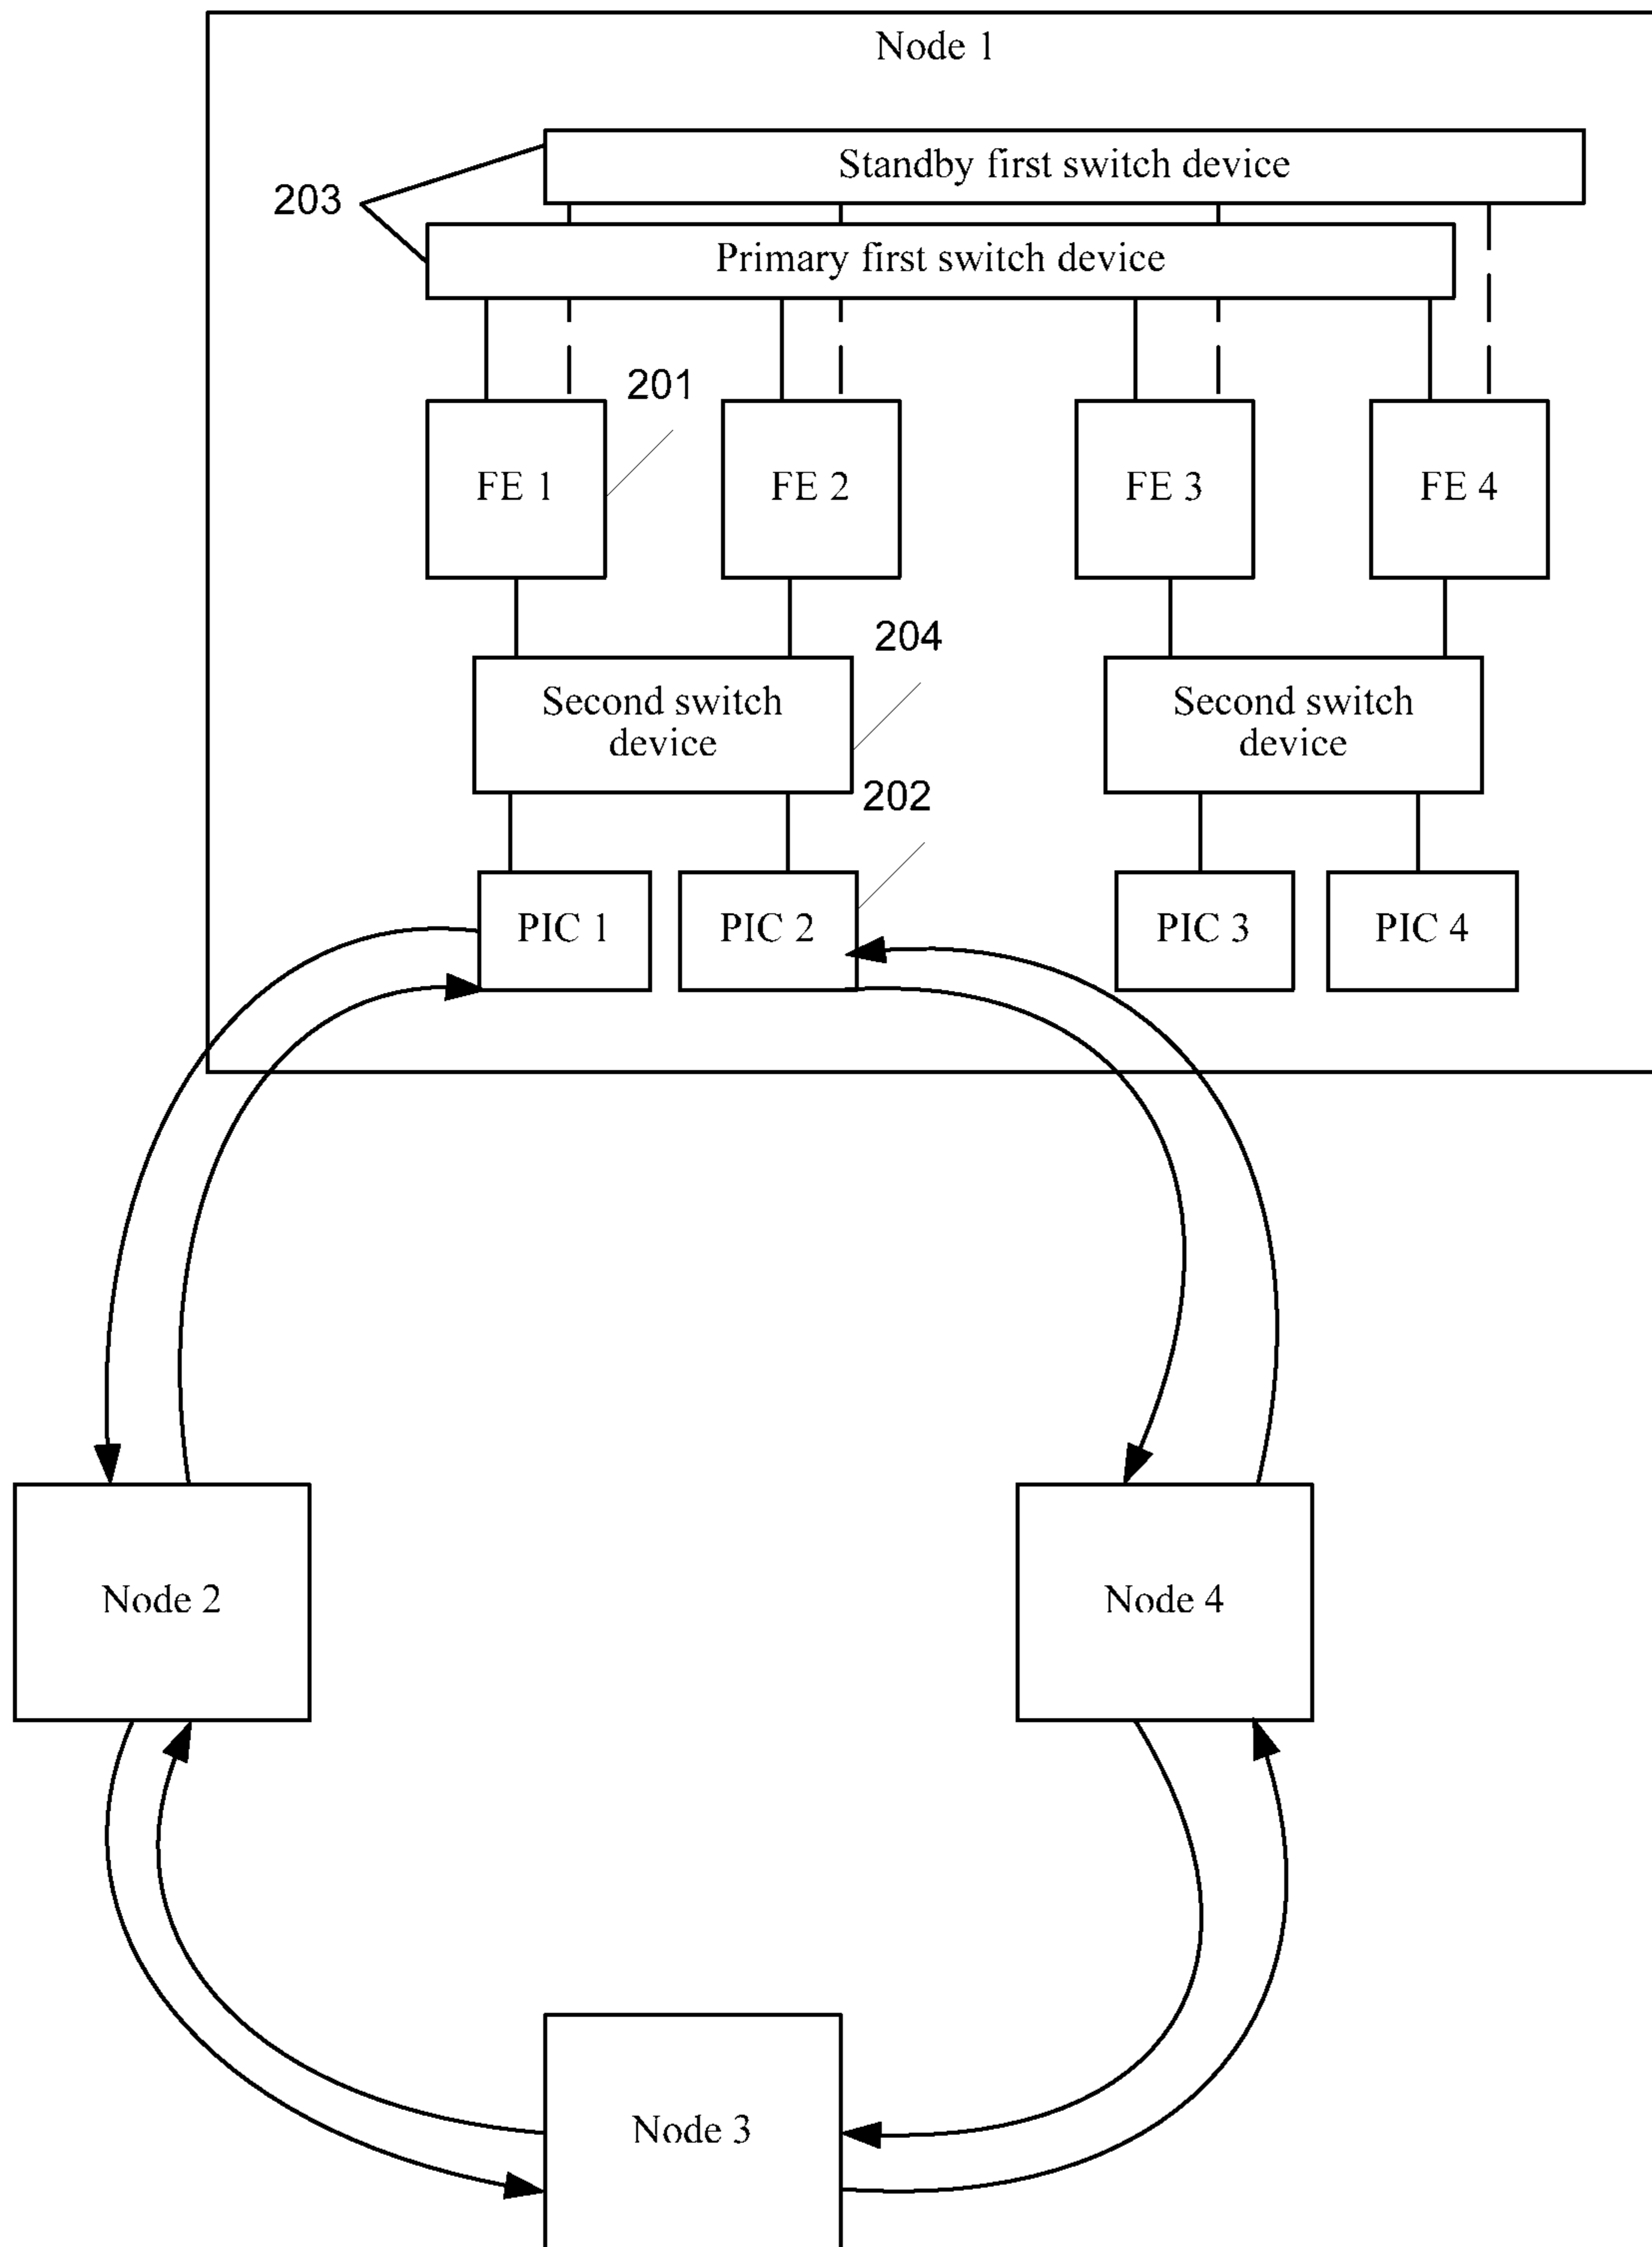 Node 1
Standby first switch device
203
Primary first switch device
201
FE 1
FE 2
FE 3
FE 4
204
Second switch
device
Second switch
device
202
PIC 1
PIC 2
PIC 3
PIC 4
Node 2
Node 4
Node 3